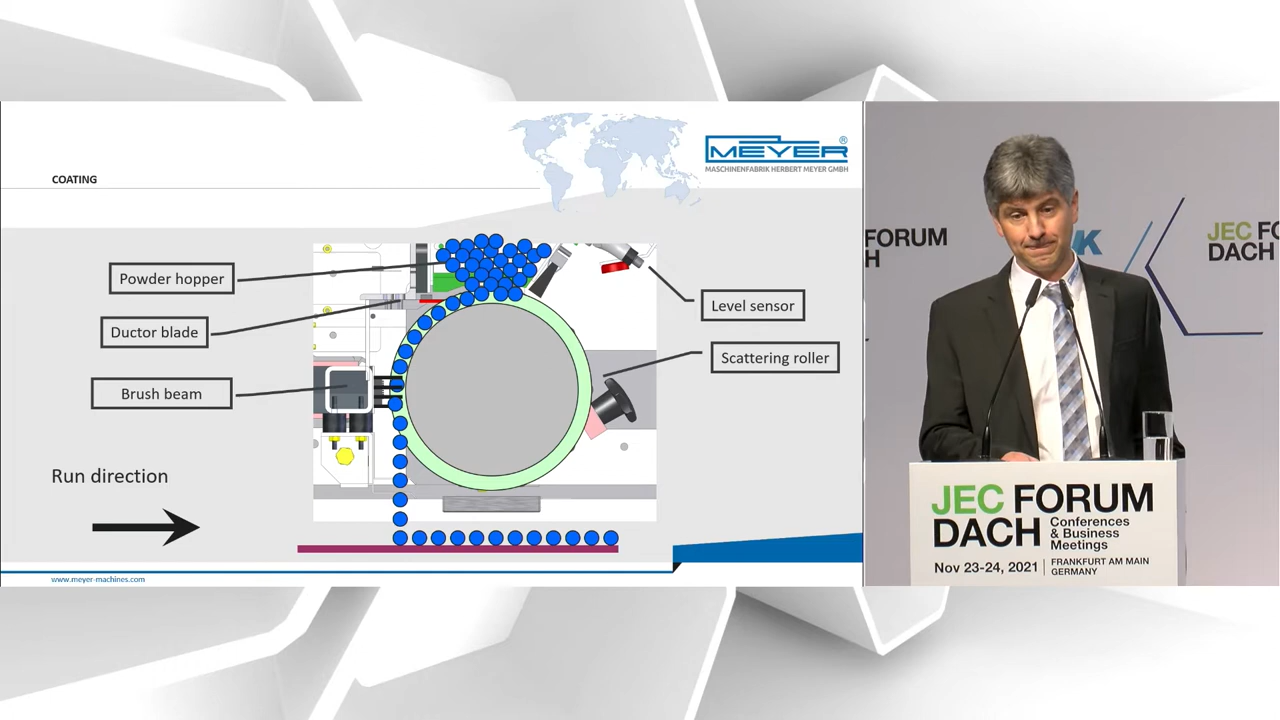 MEYER®
MASCHINENFABRIK HERBERT MEYER GMBH
COATING
Powder hopper
Ductor blade
Brush beam
Level sensor
Scattering roller
Run direction
www.meyer-machines.com
FORUM
H
K
JEC FO
DACH
JEC FORUM
DACH Conferences
& Business
Meetings
Nov 23-24, 2021 | FRANKFURT AM MAIN
GERMANY